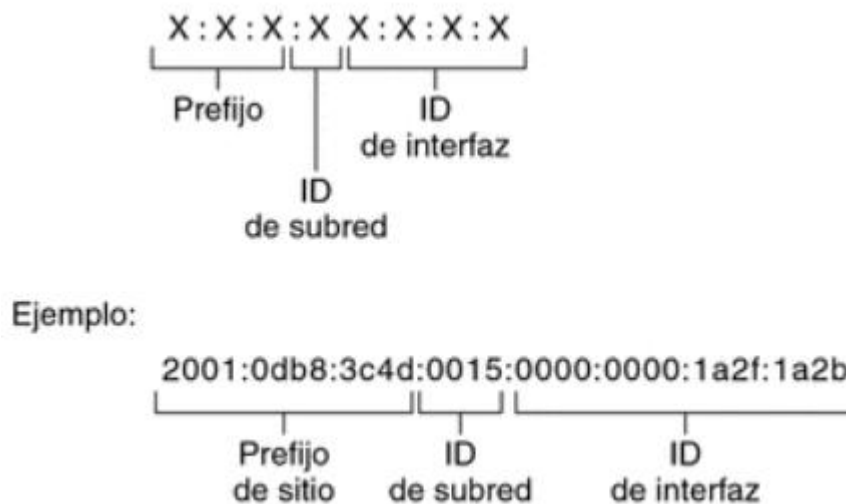 X:X:X:X X:X:X:X
Prefijo
ID
de interfaz
ID
de subred
Ejemplo:
2001:0db8:3c4d:0015:0000:0000:1a2f:1a2b
Prefijo
de sitio
ID
de subred
ID
de interfaz